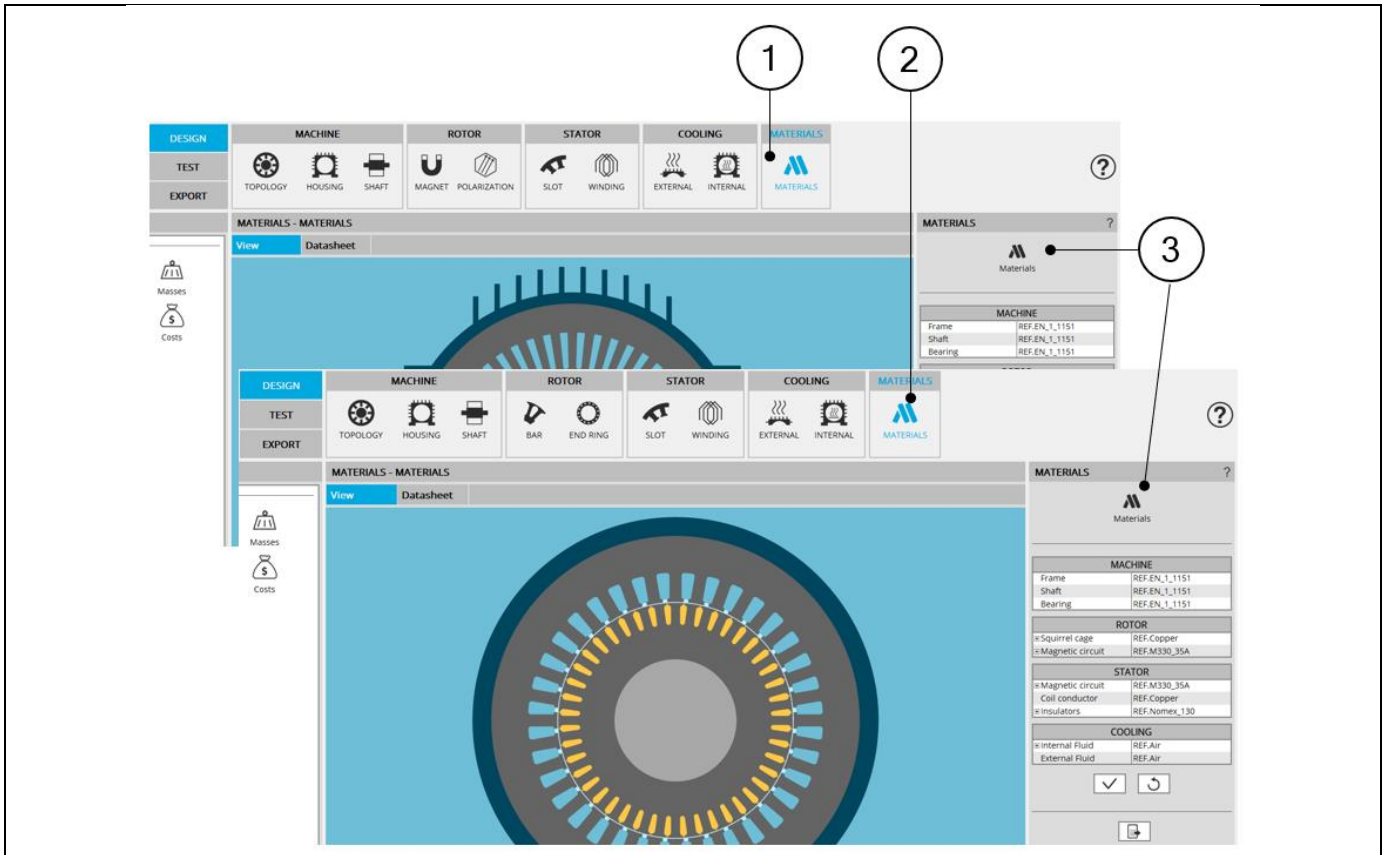 1
2
DESIGN
TEST
EXPORT
MACHINE
TOPOLOGY HOUSING SHAFT
ROTOR
MAGNET POLARIZATION
STATOR
SLOT WINDING
COOLING
EXTERNAL INTERNAL
MATERIALS
MATERIALS
?
MATERIALS - MATERIALS
View Datasheet
Masses
$
Costs
MATERIALS ?
Materials
3
MACHINE
Frame REF.EN_1_1151
Shaft REF.EN_1_1151
Bearing REF.EN_1_1151
DESIGN
TEST
EXPORT
MACHINE
TOPOLOGY HOUSING SHAFT
ROTOR
BAR END RING
STATOR
SLOT WINDING
COOLING
EXTERNAL INTERNAL
MATERIALS
MATERIALS
?
MATERIALS - MATERIALS
View Datasheet
Masses
$
Costs
MATERIALS ?
Materials
MACHINE
Frame REF.EN_1_1151
Shaft REF.EN_1_1151
Bearing REF.EN_1_1151
ROTOR
Squirrel cage REF.Copper
Magnetic circuit REF.M330_35A
STATOR
Magnetic circuit REF.M330_35A
Coil conductor REF.Copper
Insulators REF.Nomex_130
COOLING
Internal Fluid REF.Air
External Fluid REF.Air